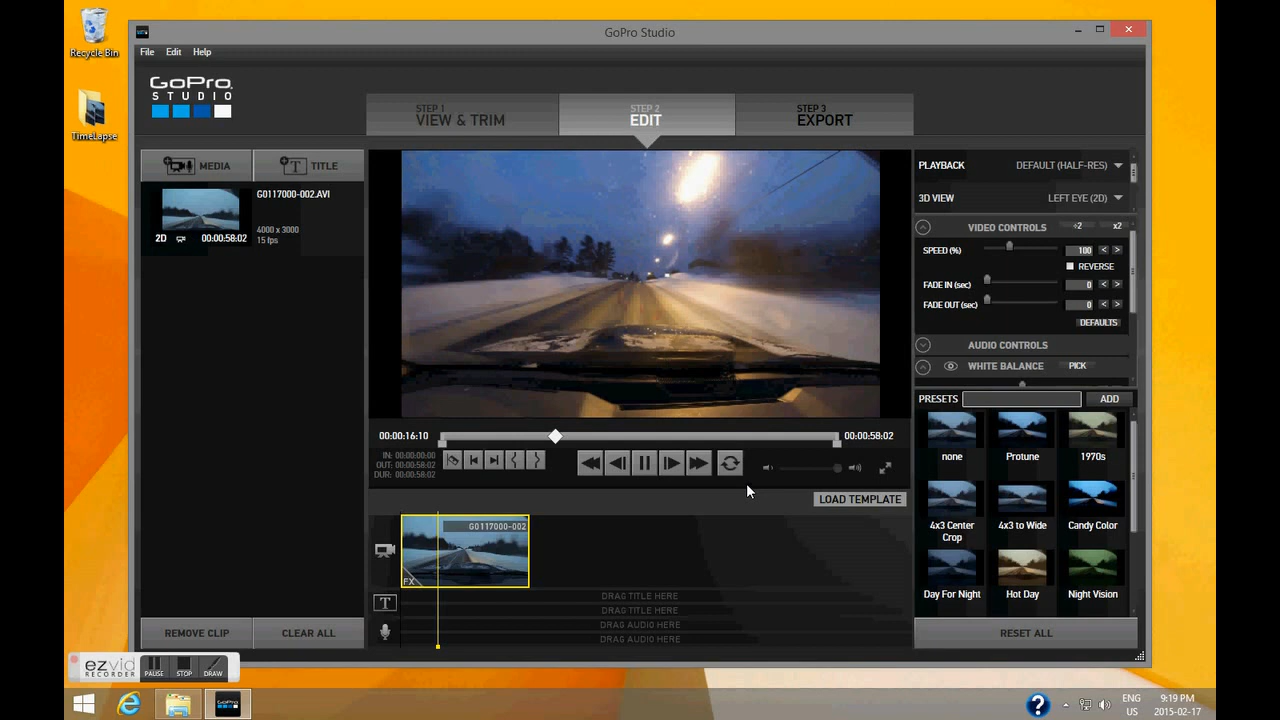 GoPro Studio
Recycle Bin
File Edit Help
GoPro
STUDIO
STEP 1
VIEW & TRIM
STEP 2
EDIT
STEP 3
EXPORT
TimeLapse
MEDIA
TITLE
G0117000-002.AVI
2D 00:00:58:02
4000 x 3000
15 fps
PLAYBACK DEFAULT (HALF-RES)
3D VIEW LEFT EYE (2D)
VIDEO CONTROLS ÷2 x2
SPEED (%) 100 < >
REVERSE
FADE IN (sec) 0 < >
FADE OUT (sec) 0 < >
DEFAULTS
AUDIO CONTROLS
WHITE BALANCE PICK
PRESETS ADD
none Protune 1970s
4x3 Center Crop
4x3 to Wide Candy Color
Day For Night Hot Day Night Vision
RESET ALL
00:00:16:10 00:00:58:02
IN: 00:00:00:00
OUT: 00:00:58:02
DUR: 00:00:58:02
LOAD TEMPLATE
G0117000-002
FX
T
DRAG TITLE HERE
DRAG TITLE HERE
DRAG AUDIO HERE
DRAG AUDIO HERE
REMOVE CLIP CLEAR ALL
ezvid
RECORDER
PAUSE STOP DRAW
ENG
US
9:19 PM
2015-02-17